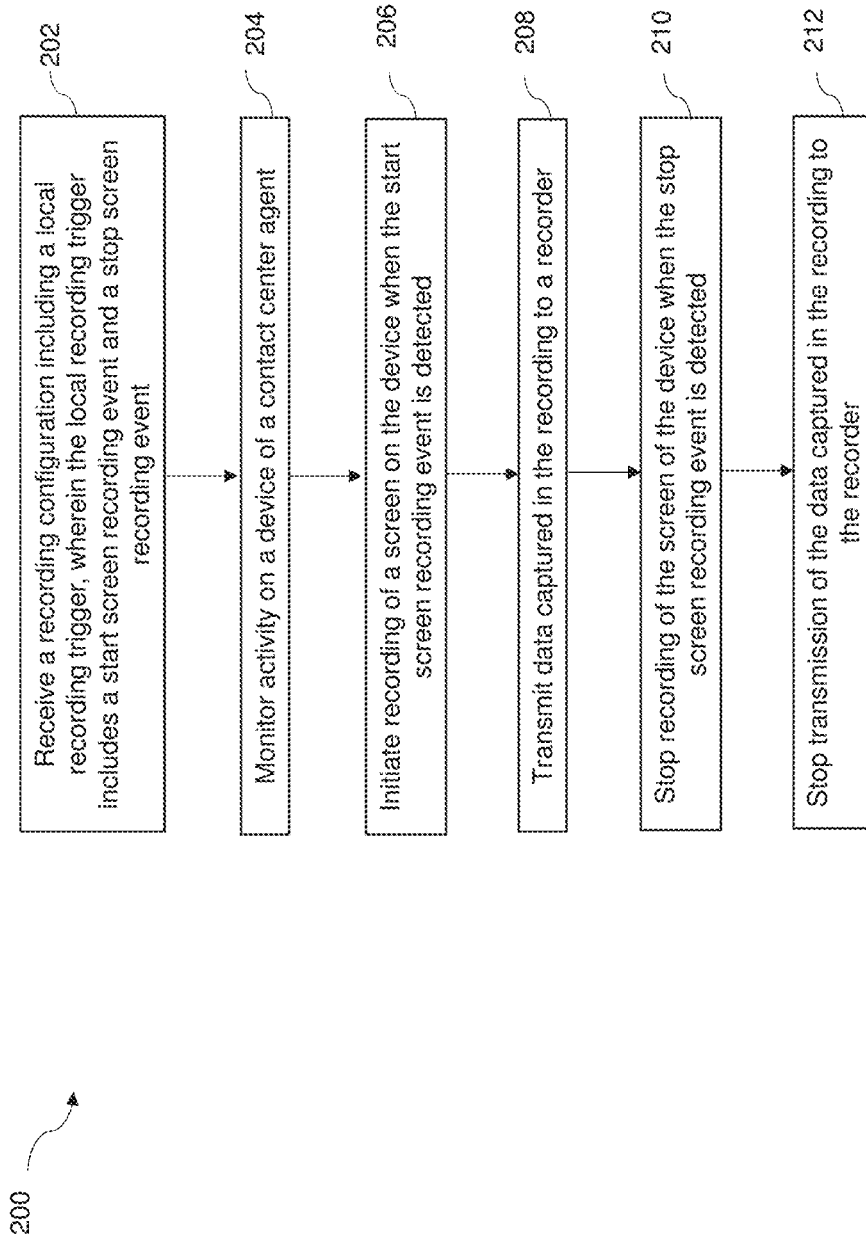 200
Receive a recording configuration including a local
recording trigger, wherein the local recording trigger
includes a start screen recording event and a stop screen
recording event
202
Monitor activity on a device of a contact center agent
204
Initiate recording of a screen on the device when the start
screen recording event is detected
206
Transmit data captured in the recording to a recorder
208
Stop recording of the screen of the device when the stop
screen recording event is detected
210
Stop transmission of the data captured in the recording to
the recorder
212